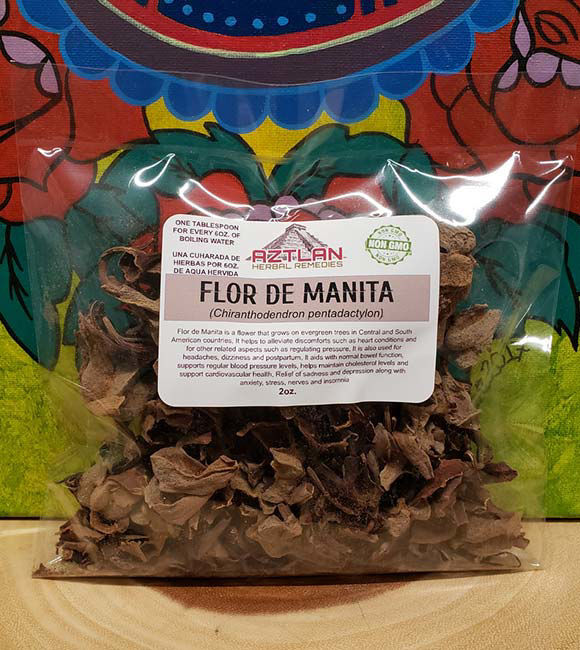 ONE TABLESPOON
FOR EVERY 6OZ. OF
BOILING WATER
UNA CUHARADA DE
HIERBAS POR 6OZ.
DE AQUA HERVIDA
AZTLAN
HERBAL REMEDIES
NON GMO
FLOR DE MANITA
(Chiranthodendron pentadactylon)
Flor de Manita is a flower that grows on evergreen trees in Central and South
American countries. It helps to alleviate discomforts such as heart conditions and
for other related aspects such as regulating pressure, It is also used for
headaches, dizziness and postpartum. It aids with normal bowel function,
supports regular blood pressure levels, helps maintain cholesterol levels and
support cardiovascular health, Relief of sadness and depression along with
anxiety, stress, nerves and insomnia
2oz.